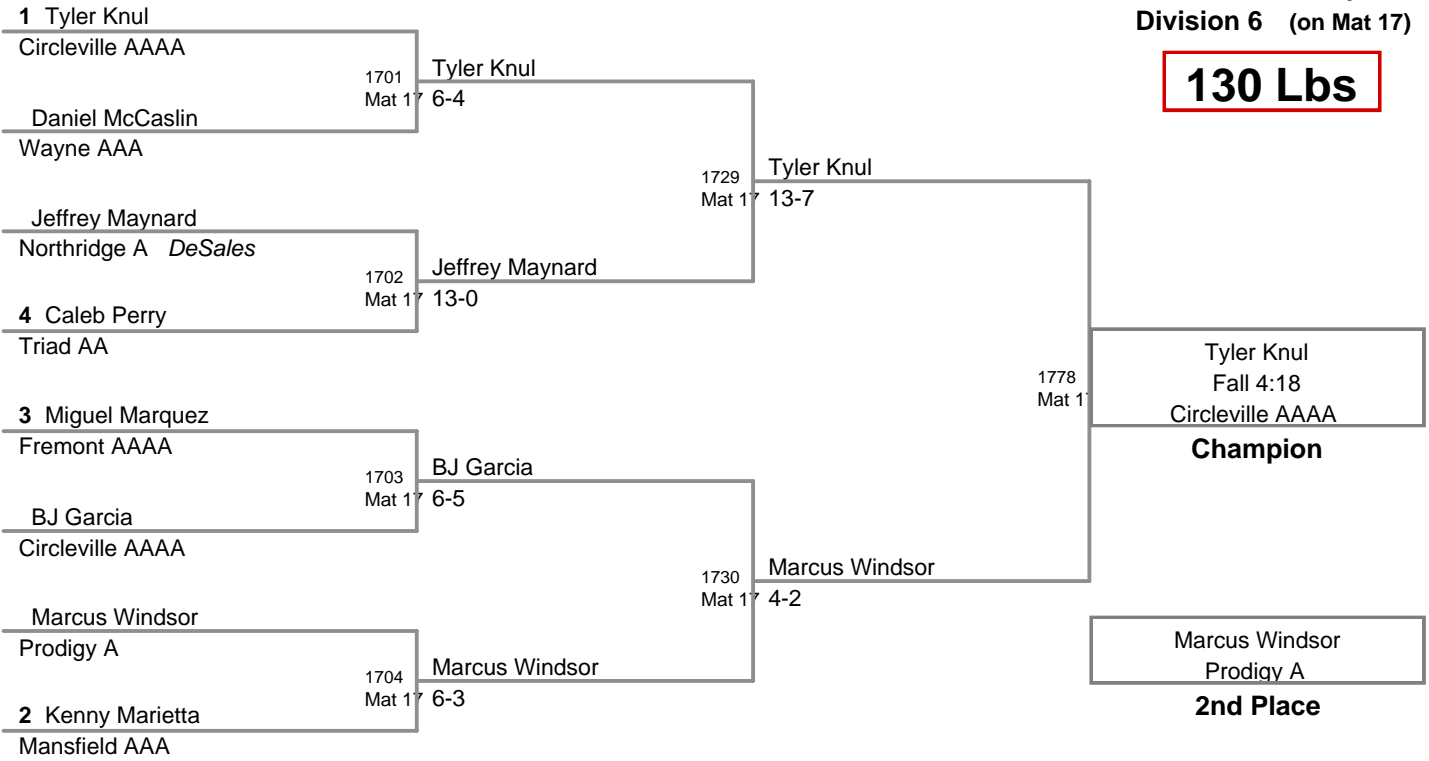 Division 6 (on Mat 17)
130 Lbs
1 Tyler Knul
Circleville AAAA
1701
Mat 17
Tyler Knul
6-4
Daniel McCaslin
Wayne AAA
1729
Mat 17
Tyler Knul
13-7
Jeffrey Maynard
Northridge A DeSales
1702
Mat 17
Jeffrey Maynard
13-0
4 Caleb Perry
Triad AA
1778
Mat 1
Tyler Knul
Fall 4:18
Circleville AAAA
Champion
3 Miguel Marquez
Fremont AAAA
1703
Mat 17
BJ Garcia
6-5
BJ Garcia
Circleville AAAA
1730
Mat 17
Marcus Windsor
4-2
Marcus Windsor
Prodigy A
1704
Mat 17
Marcus Windsor
6-3
2 Kenny Marietta
Mansfield AAA
Marcus Windsor
Prodigy A
2nd Place